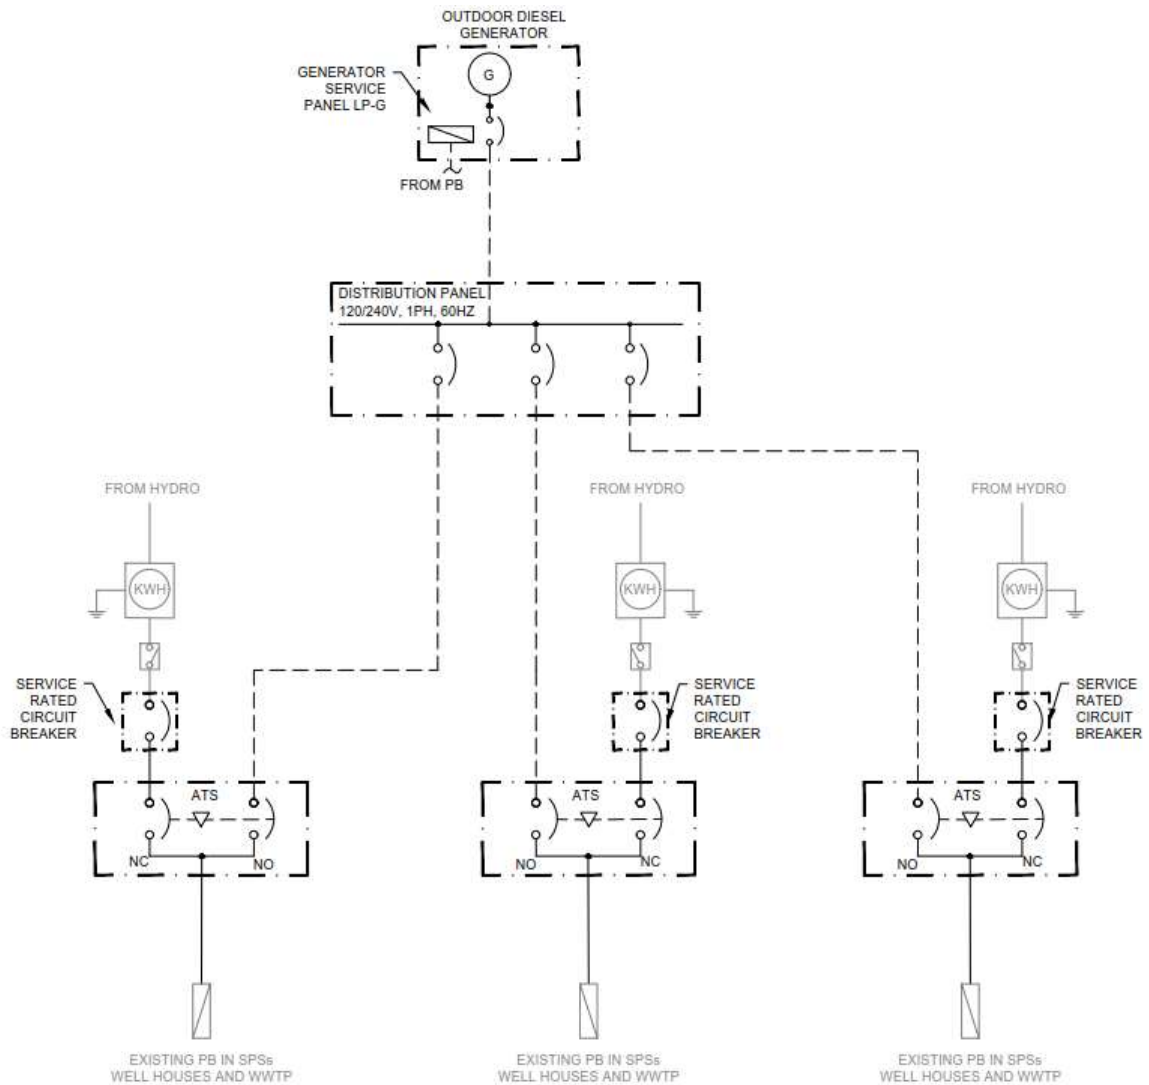 OUTDOOR DIESEL
GENERATOR
G
GENERATOR
SERVICE
PANEL LP-G
FROM PB
DISTRIBUTION PANEL
120/240V, 1PH, 60HZ
FROM HYDRO
FROM HYDRO
FROM HYDRO
KWH
KWH
KWH
SERVICE
RATED
CIRCUIT
BREAKER
SERVICE
RATED
CIRCUIT
BREAKER
SERVICE
RATED
CIRCUIT
BREAKER
ATS
NC
NO
ATS
NO
NC
ATS
NO
NC
EXISTING PB IN SPSs
WELL HOUSES AND WWTP
EXISTING PB IN SPSs
WELL HOUSES AND WWTP
EXISTING PB IN SPSs
WELL HOUSES AND WWTP